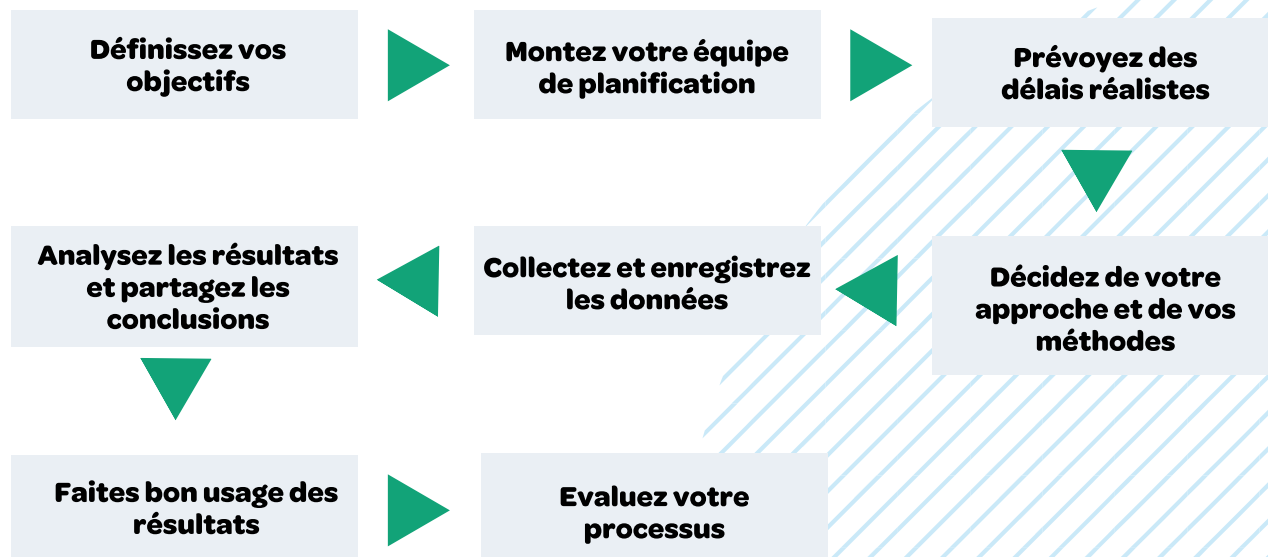 Définissez vos
objectifs
Montez votre équipe
de planification
Prévoyez des
délais réalistes
Décidez de votre
approche et de vos
méthodes
Collectez et enregistrez
les données
Analysez les résultats
et partagez les
conclusions
Faites bon usage des
résultats
Evaluez votre
processus